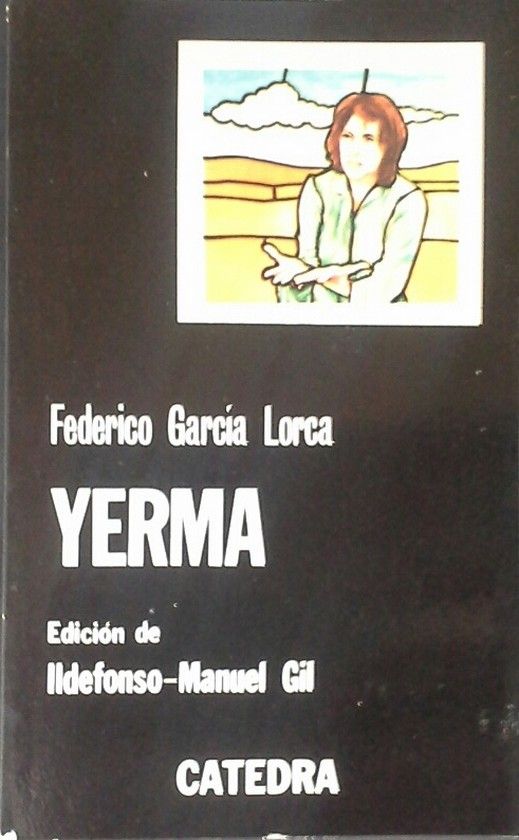 Federico García Lorca
YERMA
Edición de
Ildefonso-Manuel Gil
CATEDRA